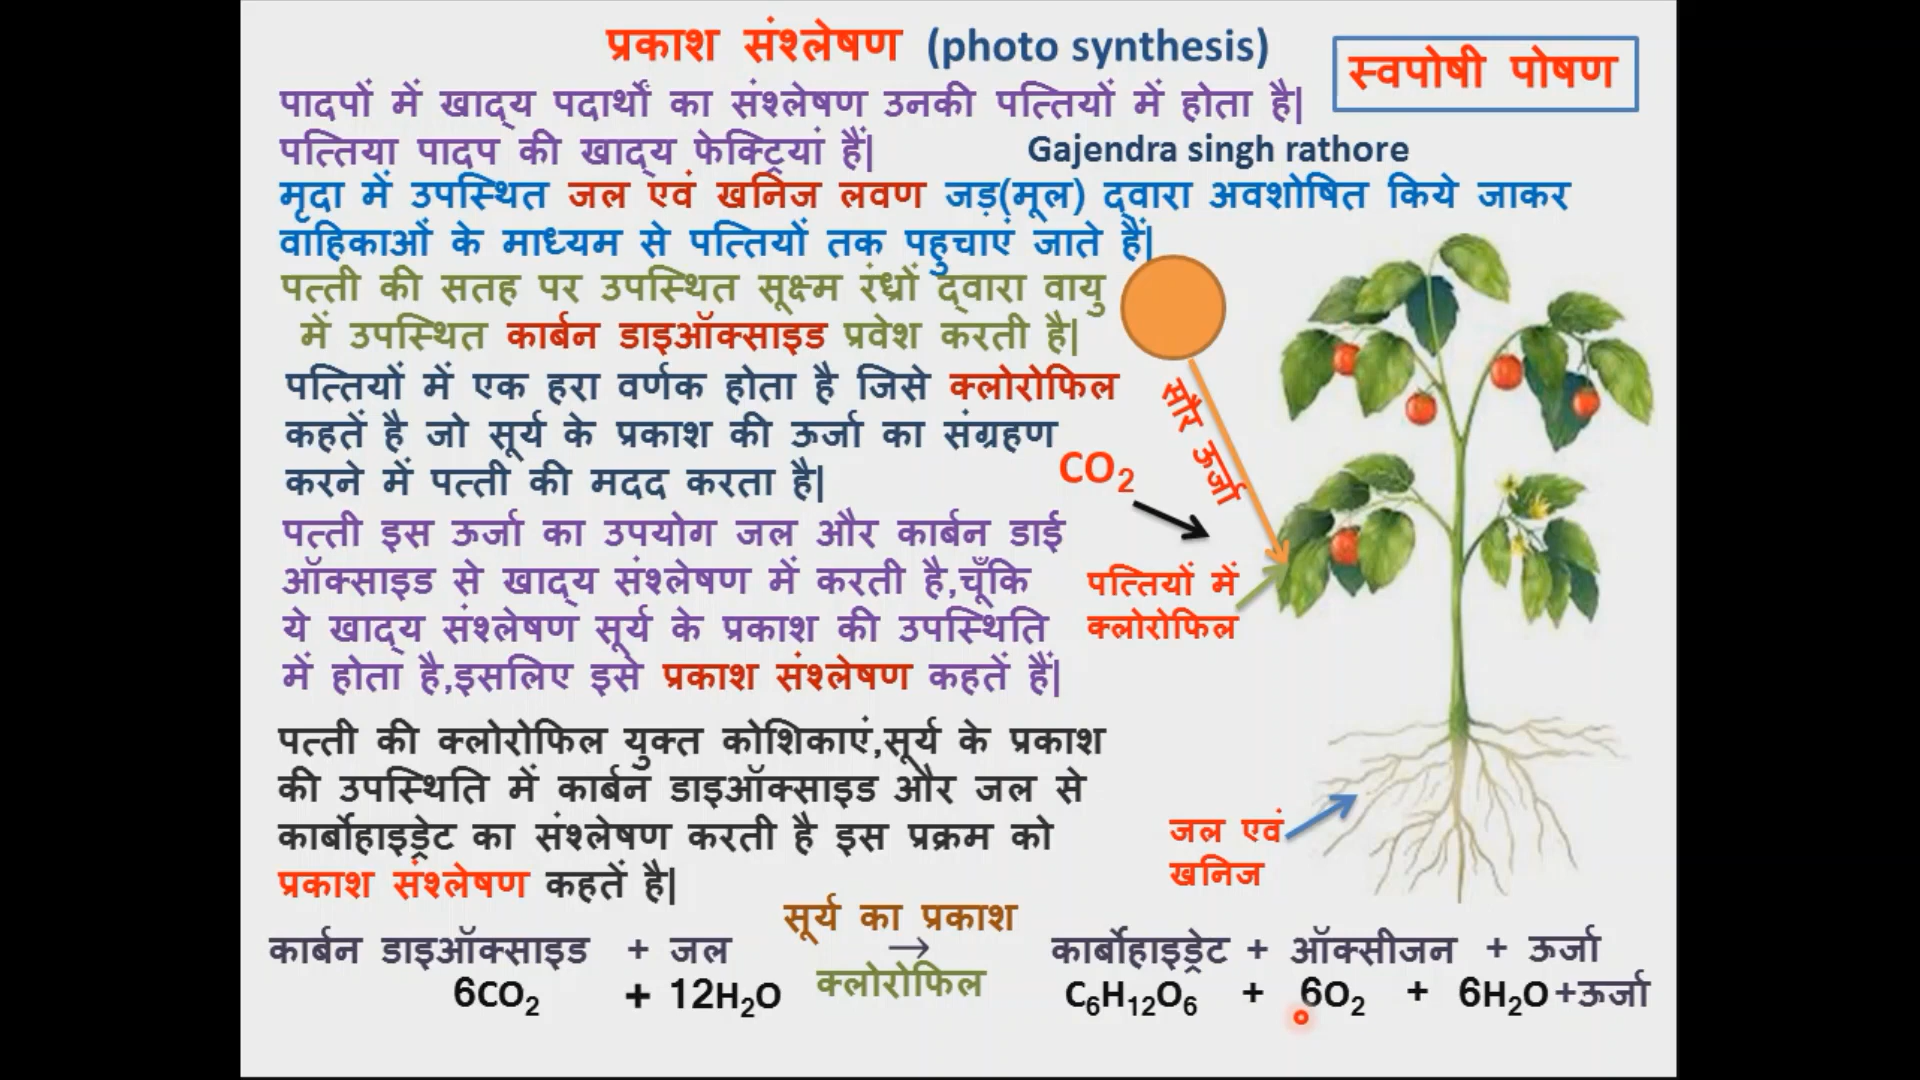 प्रकाश संश्लेषण (photo synthesis)
स्वपोषी पोषण
पादपों में खाद्य पदार्थों का संश्लेषण उनकी पत्तियों में होता है|
पत्तिया पादप की खाद्य फेक्ट्रियां हैं|
Gajendra singh rathore
मृदा में उपस्थित जल एवं खनिज लवण जड़(मूल) द्वारा अवशोषित किये जाकर
वाहिकाओं के माध्यम से पत्तियों तक पहुचाएं जाते हैं|
पत्ती की सतह पर उपस्थित सूक्ष्म रंध्रों द्वारा वायु
में उपस्थित कार्बन डाइऑक्साइड प्रवेश करती है|
पत्तियों में एक हरा वर्णक होता है जिसे क्लोरोफिल
कहतें है जो सूर्य के प्रकाश की ऊर्जा का संग्रहण
करने में पत्ती की मदद करता है|
पत्ती इस ऊर्जा का उपयोग जल और कार्बन डाई
ऑक्साइड से खाद्य संश्लेषण में करती है,चूँकि
ये खाद्य संश्लेषण सूर्य के प्रकाश की उपस्थिति
में होता है,इसलिए इसे प्रकाश संश्लेषण कहतें हैं|
पत्ती की क्लोरोफिल युक्त कोशिकाएं,सूर्य के प्रकाश
की उपस्थिति में कार्बन डाइऑक्साइड और जल से
कार्बोहाइड्रेट का संश्लेषण करती है इस प्रक्रम को
प्रकाश संश्लेषण कहतें है|
सौर ऊर्जा
CO₂
पत्तियों में
क्लोरोफिल
जल एवं
खनिज
सूर्य का प्रकाश
कार्बन डाइऑक्साइड + जल → कार्बोहाइड्रेट + ऑक्सीजन + ऊर्जा
क्लोरोफिल
6CO₂ + 12H₂O C₆H₁₂O₆ + 6O₂ + 6H₂O+ऊर्जा